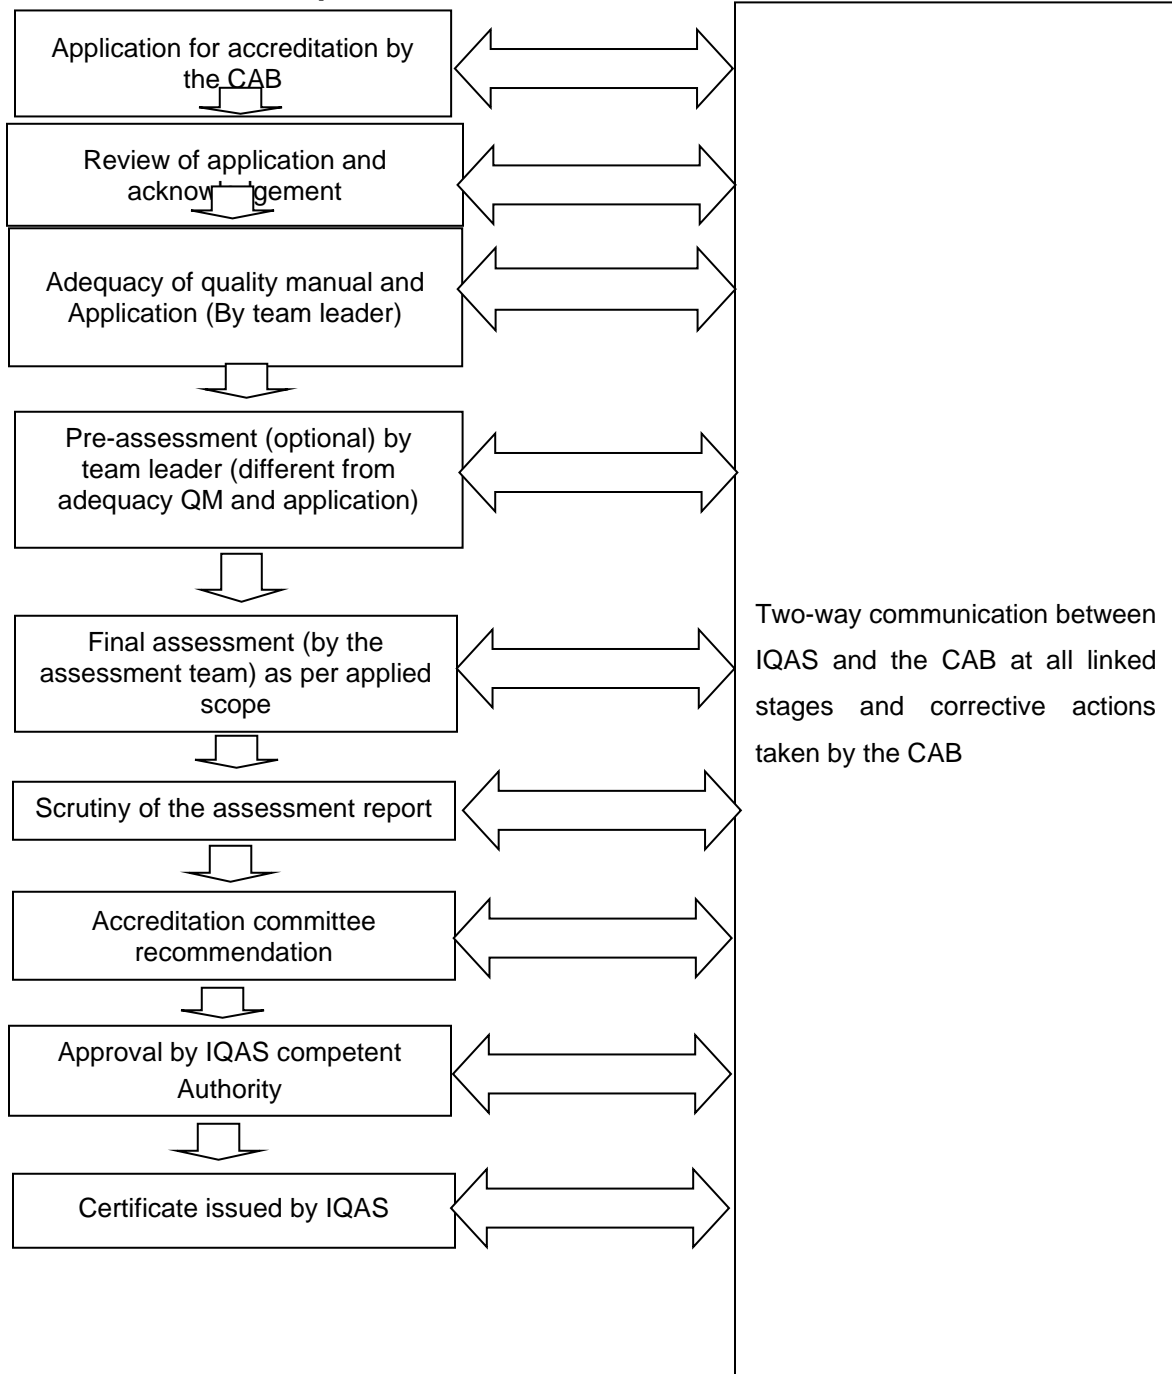 Application for accreditation by
the CAB
Review of application and
acknowledgement
Adequacy of quality manual and
Application (By team leader)
Pre-assessment (optional) by
team leader (different from
adequacy QM and application)
Final assessment (by the
assessment team) as per applied
scope
Scrutiny of the assessment report
Accreditation committee
recommendation
Approval by IQAS competent
Authority
Certificate issued by IQAS
Two-way communication between
IQAS and the CAB at all linked
stages and corrective actions
taken by the CAB